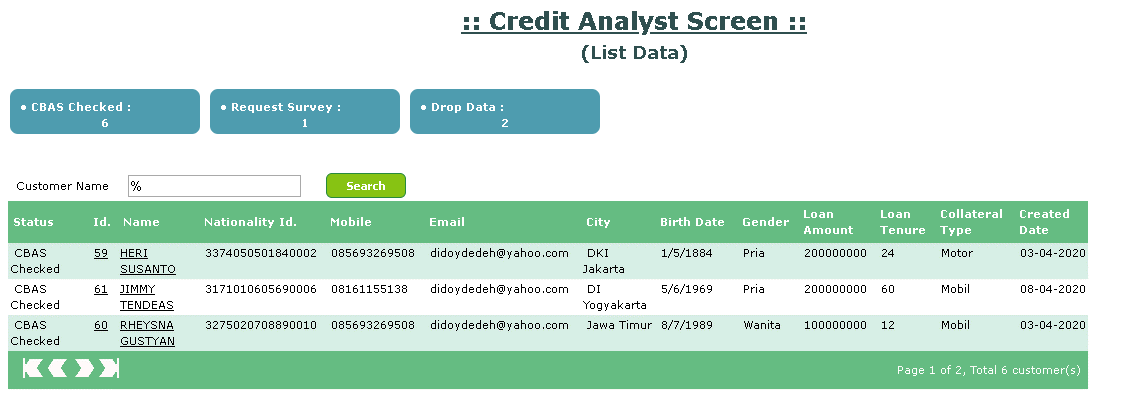 :: Credit Analyst Screen ::
(List Data)
• CBAS Checked : • Request Survey : • Drop Data :
6 1 2
Customer Name % Search
Status Id. Name Nationality Id. Mobile Email City Birth Date Gender Loan Amount Loan Tenure Collateral Type Created Date
CBAS Checked 59 HERI SUSANTO 3374050501840002 085693269508 didoydedeh@yahoo.com DKI Jakarta 1/5/1884 Pria 200000000 24 Motor 03-04-2020
CBAS Checked 61 JIMMY TENDEAS 3171010605690006 08161155138 didoydedeh@yahoo.com DI Yogyakarta 5/6/1969 Pria 200000000 60 Mobil 08-04-2020
CBAS Checked 60 RHEYSNA GUSTYAN 3275020708890010 085693269508 didoydedeh@yahoo.com Jawa Timur 8/7/1989 Wanita 100000000 12 Mobil 03-04-2020
Page 1 of 2, Total 6 customer(s)